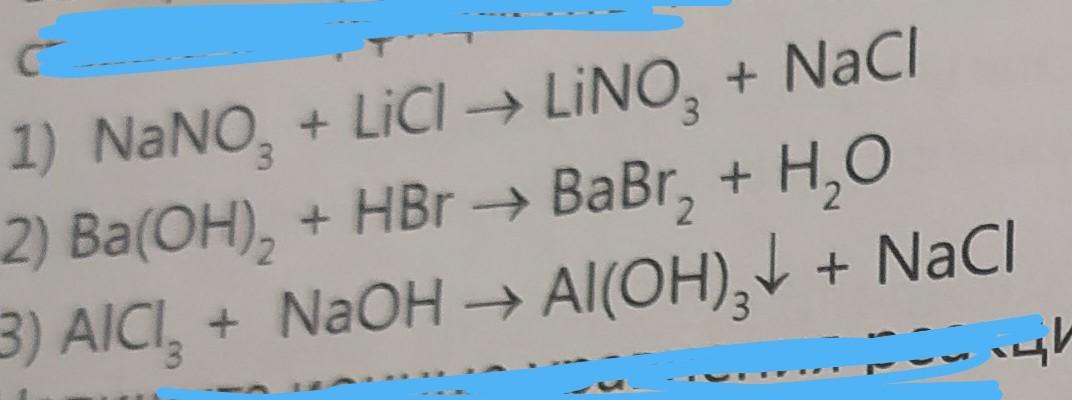 1) NaNO₃ + LiCl → LiNO₃ + NaCl
2) Ba(OH)₂ + HBr → BaBr₂ + H₂O
3) AlCl₃ + NaOH → Al(OH)₃↓ + NaCl